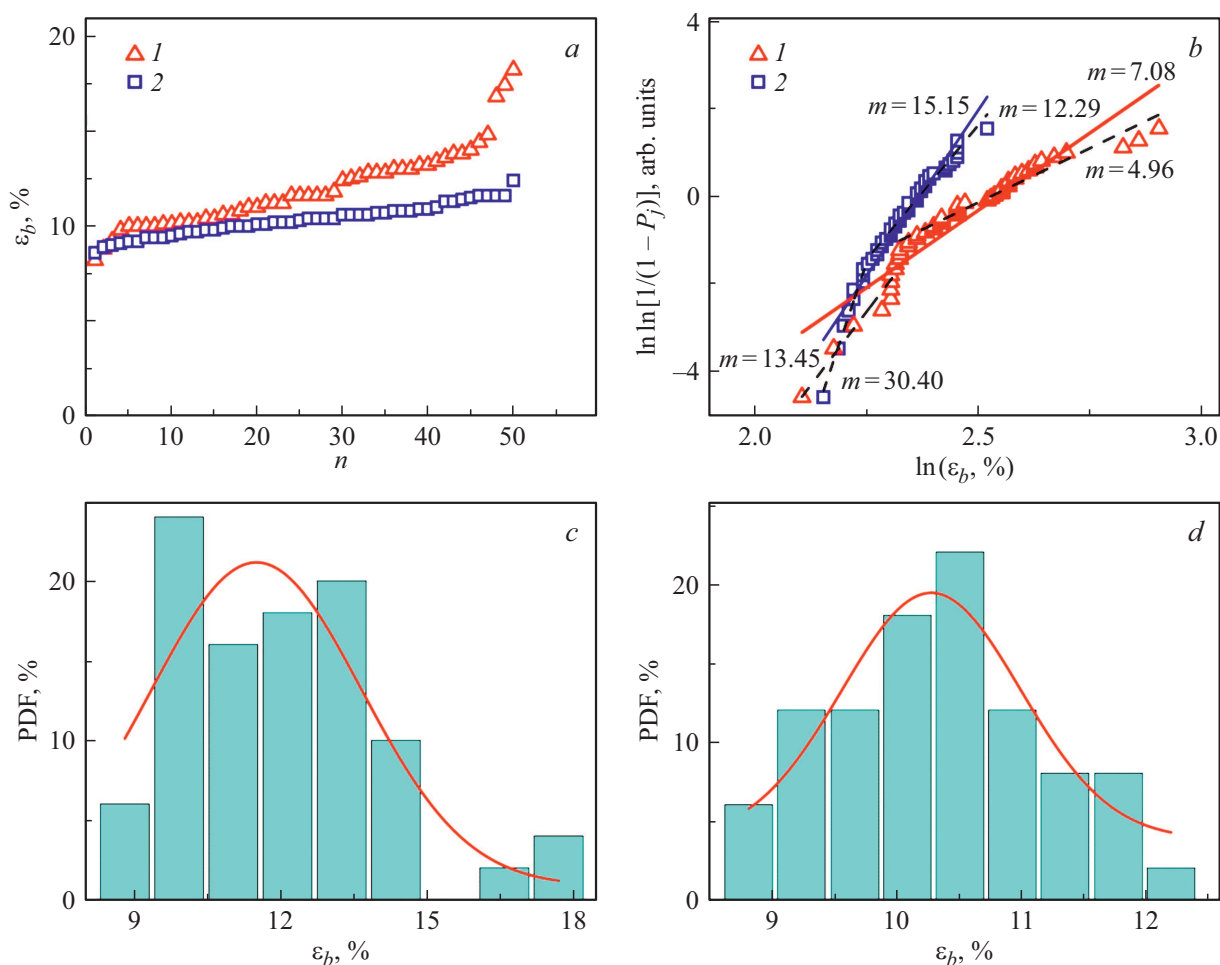 20
10
0
ε_b, %
1
2
a
0 10 20 30 40 50
n
4
0
−4
ln ln [1/(1 − P_j)], arb. units
1
2
b
m = 7.08
m = 15.15
m = 12.29
m = 4.96
m = 13.45
m = 30.40
2.0 2.5 3.0
ln(ε_b, %)
c
20
10
0
PDF, %
9 12 15 18
ε_b, %
d
20
10
0
PDF, %
9 10 11 12
ε_b, %